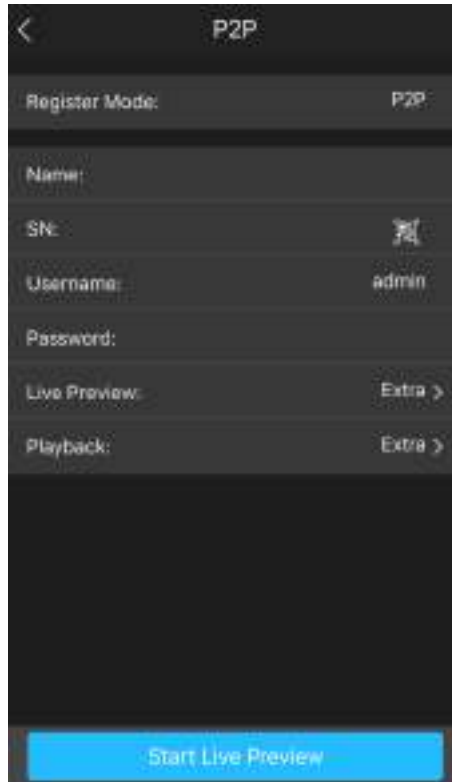 P2P
Register Mode: P2P
Name:
SN:
Username: admin
Password:
Live Preview: Extra >
Playback: Extra >
Start Live Preview